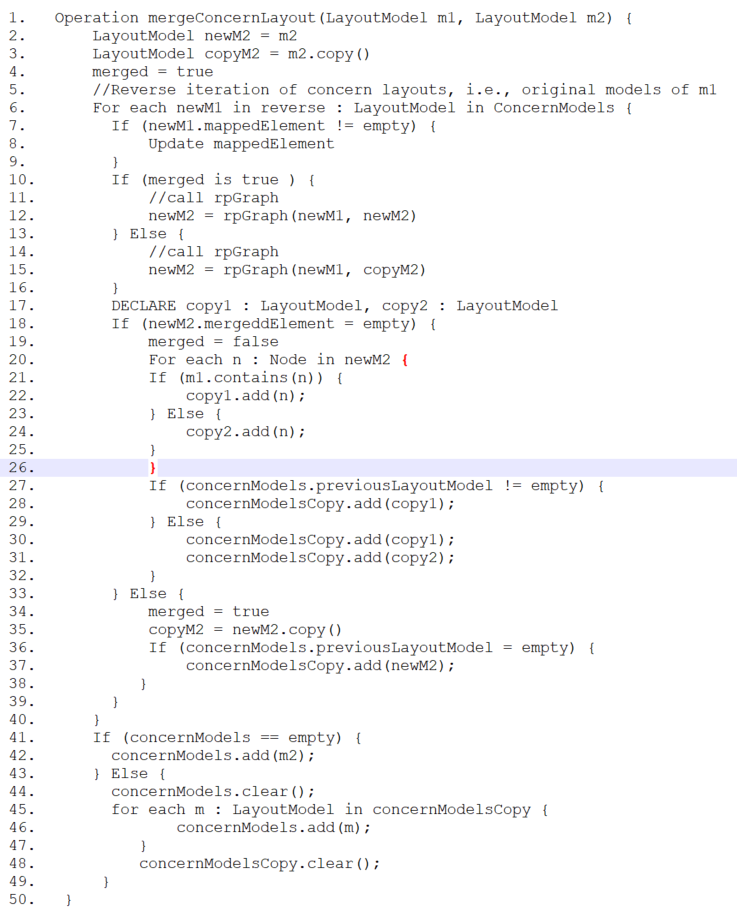 1. Operation mergeConcernLayout(LayoutModel m1, LayoutModel m2) {
2. LayoutModel newM2 = m2
3. LayoutModel copyM2 = m2.copy()
4. merged = true
5. //Reverse iteration of concern layouts, i.e., original models of m1
6. For each newM1 in reverse : LayoutModel in ConcernModels {
7. If (newM1.mappedElement != empty) {
8. Update mappedElement
9. }
10. If (merged is true ) {
11. //call rpGraph
12. newM2 = rpGraph(newM1, newM2)
13. } Else {
14. //call rpGraph
15. newM2 = rpGraph(newM1, copyM2)
16. }
17. DECLARE copy1 : LayoutModel, copy2 : LayoutModel
18. If (newM2.mergeddElement = empty) {
19. merged = false
20. For each n : Node in newM2 {
21. If (m1.contains(n)) {
22. copy1.add(n);
23. } Else {
24. copy2.add(n);
25. }
26. }
27. If (concernModels.previousLayoutModel != empty) {
28. concernModelsCopy.add(copy1);
29. } Else {
30. concernModelsCopy.add(copy1);
31. concernModelsCopy.add(copy2);
32. }
33. } Else {
34. merged = true
35. copyM2 = newM2.copy()
36. If (concernModels.previousLayoutModel = empty) {
37. concernModelsCopy.add(newM2);
38. }
39. }
40. }
41. If (concernModels == empty) {
42. concernModels.add(m2);
43. } Else {
44. concernModels.clear();
45. for each m : LayoutModel in concernModelsCopy {
46. concernModels.add(m);
47. }
48. concernModelsCopy.clear();
49. }
50. }